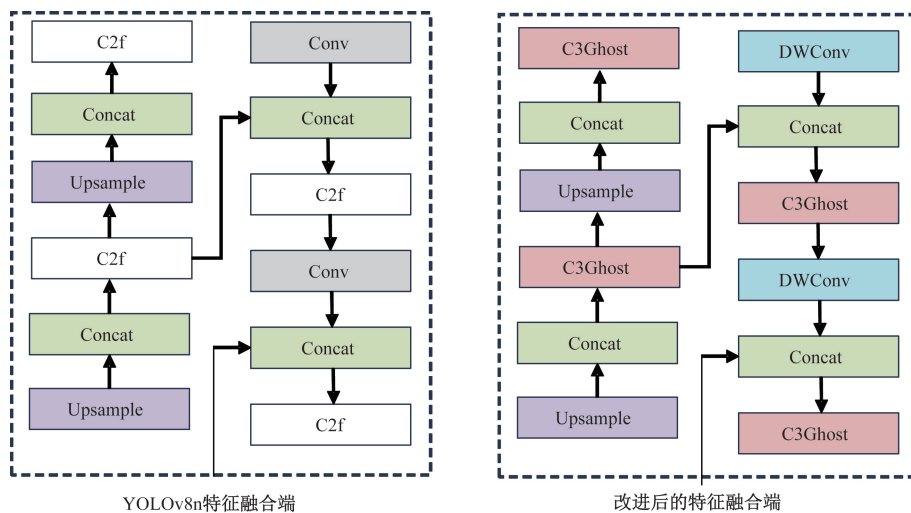 C2f
Concat
Upsample
C2f
Concat
Upsample
Conv
Concat
C2f
Conv
Concat
C2f
YOLOv8n特征融合端
C3Ghost
Concat
Upsample
C3Ghost
Concat
Upsample
DWConv
Concat
C3Ghost
DWConv
Concat
C3Ghost
改进后的特征融合端